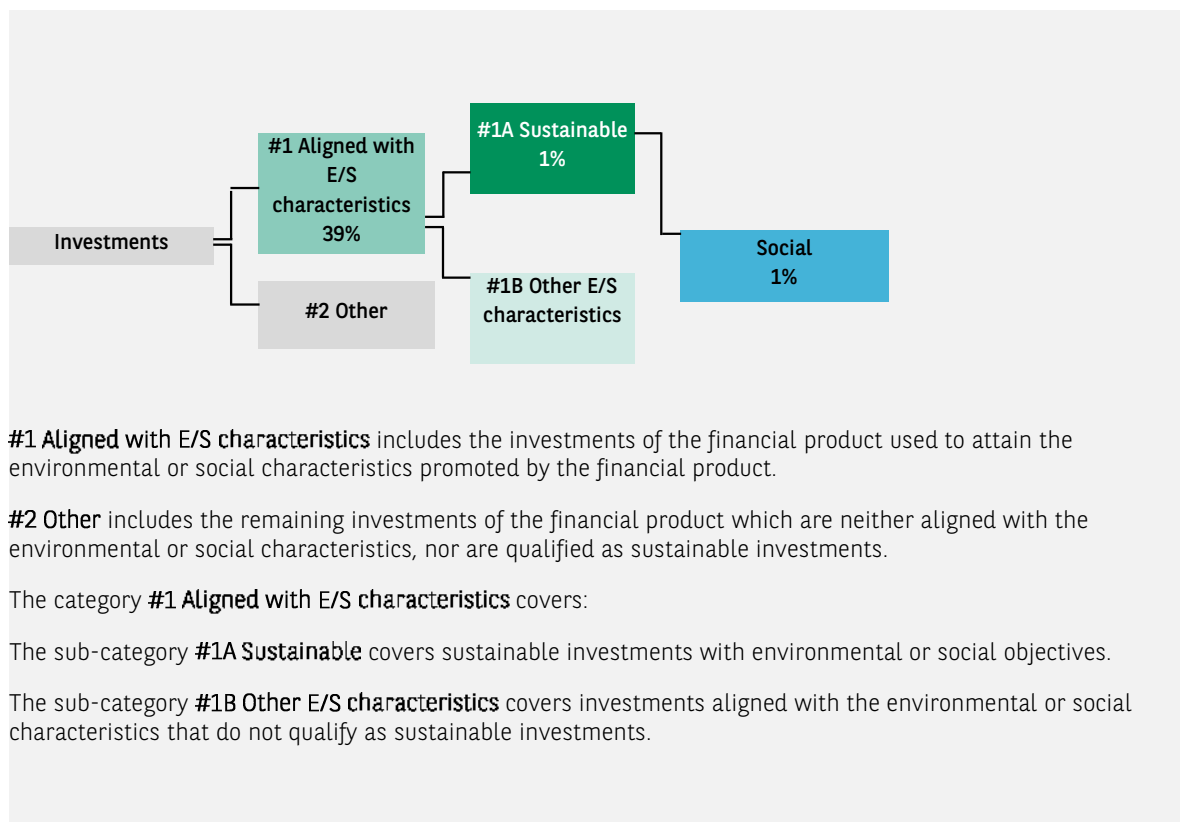 #1A Sustainable
1%
#1 Aligned with
E/S
characteristics
39%
Investments
Social
1%
#1B Other E/S
characteristics
#2 Other
#1 Aligned with E/S characteristics includes the investments of the financial product used to attain the
environmental or social characteristics promoted by the financial product.
#2 Other includes the remaining investments of the financial product which are neither aligned with the
environmental or social characteristics, nor are qualified as sustainable investments.
The category #1 Aligned with E/S characteristics covers:
The sub-category #1A Sustainable covers sustainable investments with environmental or social objectives.
The sub-category #1B Other E/S characteristics covers investments aligned with the environmental or social
characteristics that do not qualify as sustainable investments.